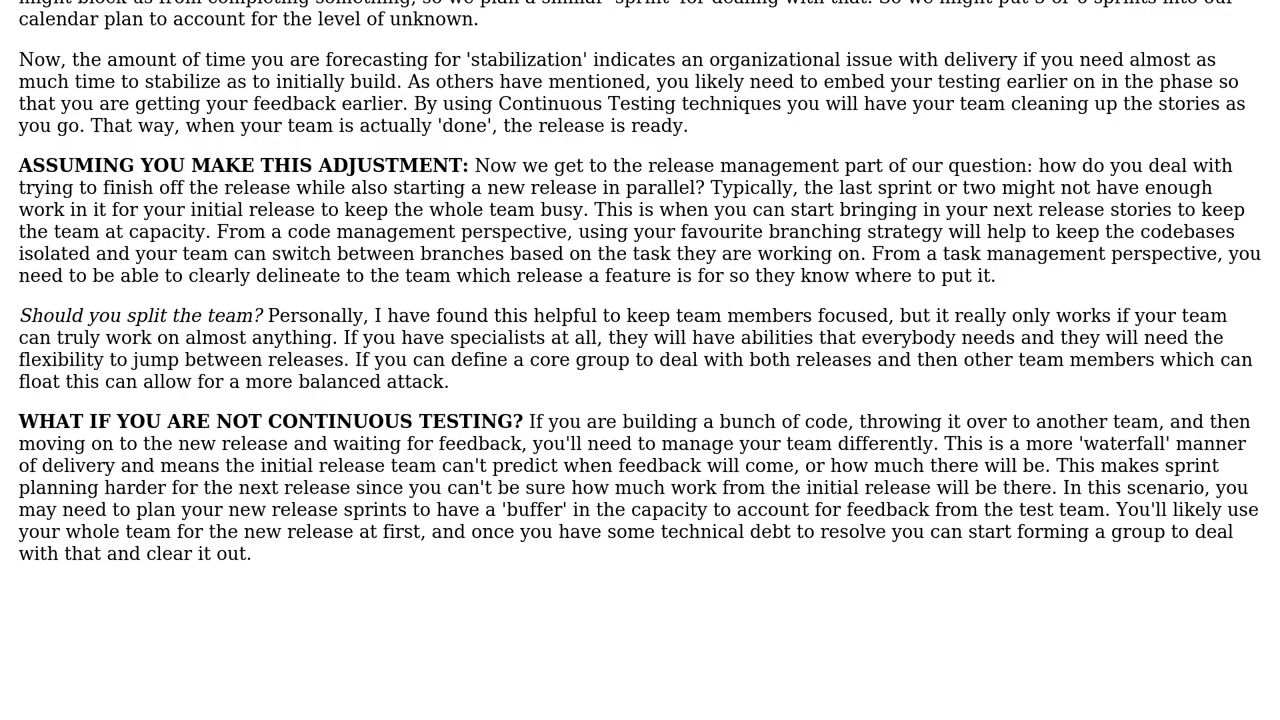 calendar plan to account for the level of unknown.
Now, the amount of time you are forecasting for 'stabilization' indicates an organizational issue with delivery if you need almost as
much time to stabilize as to initially build. As others have mentioned, you likely need to embed your testing earlier on in the phase so
that you are getting your feedback earlier. By using Continuous Testing techniques you will have your team cleaning up the stories as
you go. That way, when your team is actually 'done', the release is ready.
ASSUMING YOU MAKE THIS ADJUSTMENT: Now we get to the release management part of our question: how do you deal with
trying to finish off the release while also starting a new release in parallel? Typically, the last sprint or two might not have enough
work in it for your initial release to keep the whole team busy. This is when you can start bringing in your next release stories to keep
the team at capacity. From a code management perspective, using your favourite branching strategy will help to keep the codebases
isolated and your team can switch between branches based on the task they are working on. From a task management perspective, you
need to be able to clearly delineate to the team which release a feature is for so they know where to put it.
Should you split the team? Personally, I have found this helpful to keep team members focused, but it really only works if your team
can truly work on almost anything. If you have specialists at all, they will have abilities that everybody needs and they will need the
flexibility to jump between releases. If you can define a core group to deal with both releases and then other team members which can
float this can allow for a more balanced attack.
WHAT IF YOU ARE NOT CONTINUOUS TESTING? If you are building a bunch of code, throwing it over to another team, and then
moving on to the new release and waiting for feedback, you'll need to manage your team differently. This is a more 'waterfall' manner
of delivery and means the initial release team can't predict when feedback will come, or how much there will be. This makes sprint
planning harder for the next release since you can't be sure how much work from the initial release will be there. In this scenario, you
may need to plan your new release sprints to have a 'buffer' in the capacity to account for feedback from the test team. You'll likely use
your whole team for the new release at first, and once you have some technical debt to resolve you can start forming a group to deal
with that and clear it out.